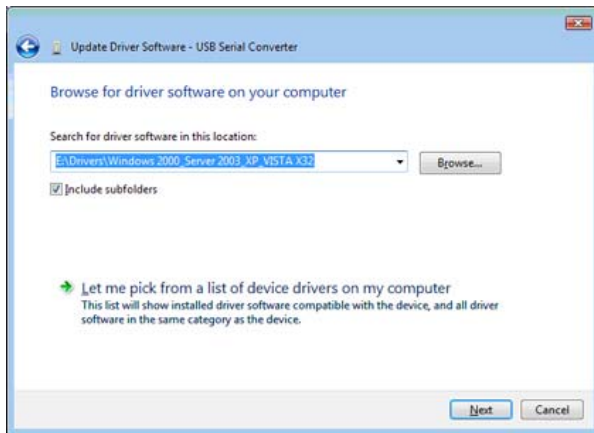 Update Driver Software - USB Serial Converter
Browse for driver software on your computer
Search for driver software in this location:
E:\Drivers\Windows 2000_Server 2003_XP_VISTA X32
Browse...
Include subfolders
Let me pick from a list of device drivers on my computer
This list will show installed driver software compatible with the device, and all driver
software in the same category as the device.
Next
Cancel